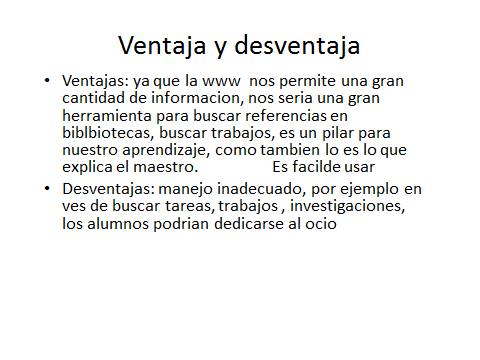 Ventaja y desventaja
• Ventajas: ya que la www nos permite una gran
cantidad de informacion, nos seria una gran
herramienta para buscar referencias en
biblbiotecas, buscar trabajos, es un pilar para
nuestro aprendizaje, como tambien lo es lo que
explica el maestro. Es facilde usar
• Desventajas: manejo inadecuado, por ejemplo en
ves de buscar tareas, trabajos , investigaciones,
los alumnos podrian dedicarse al ocio